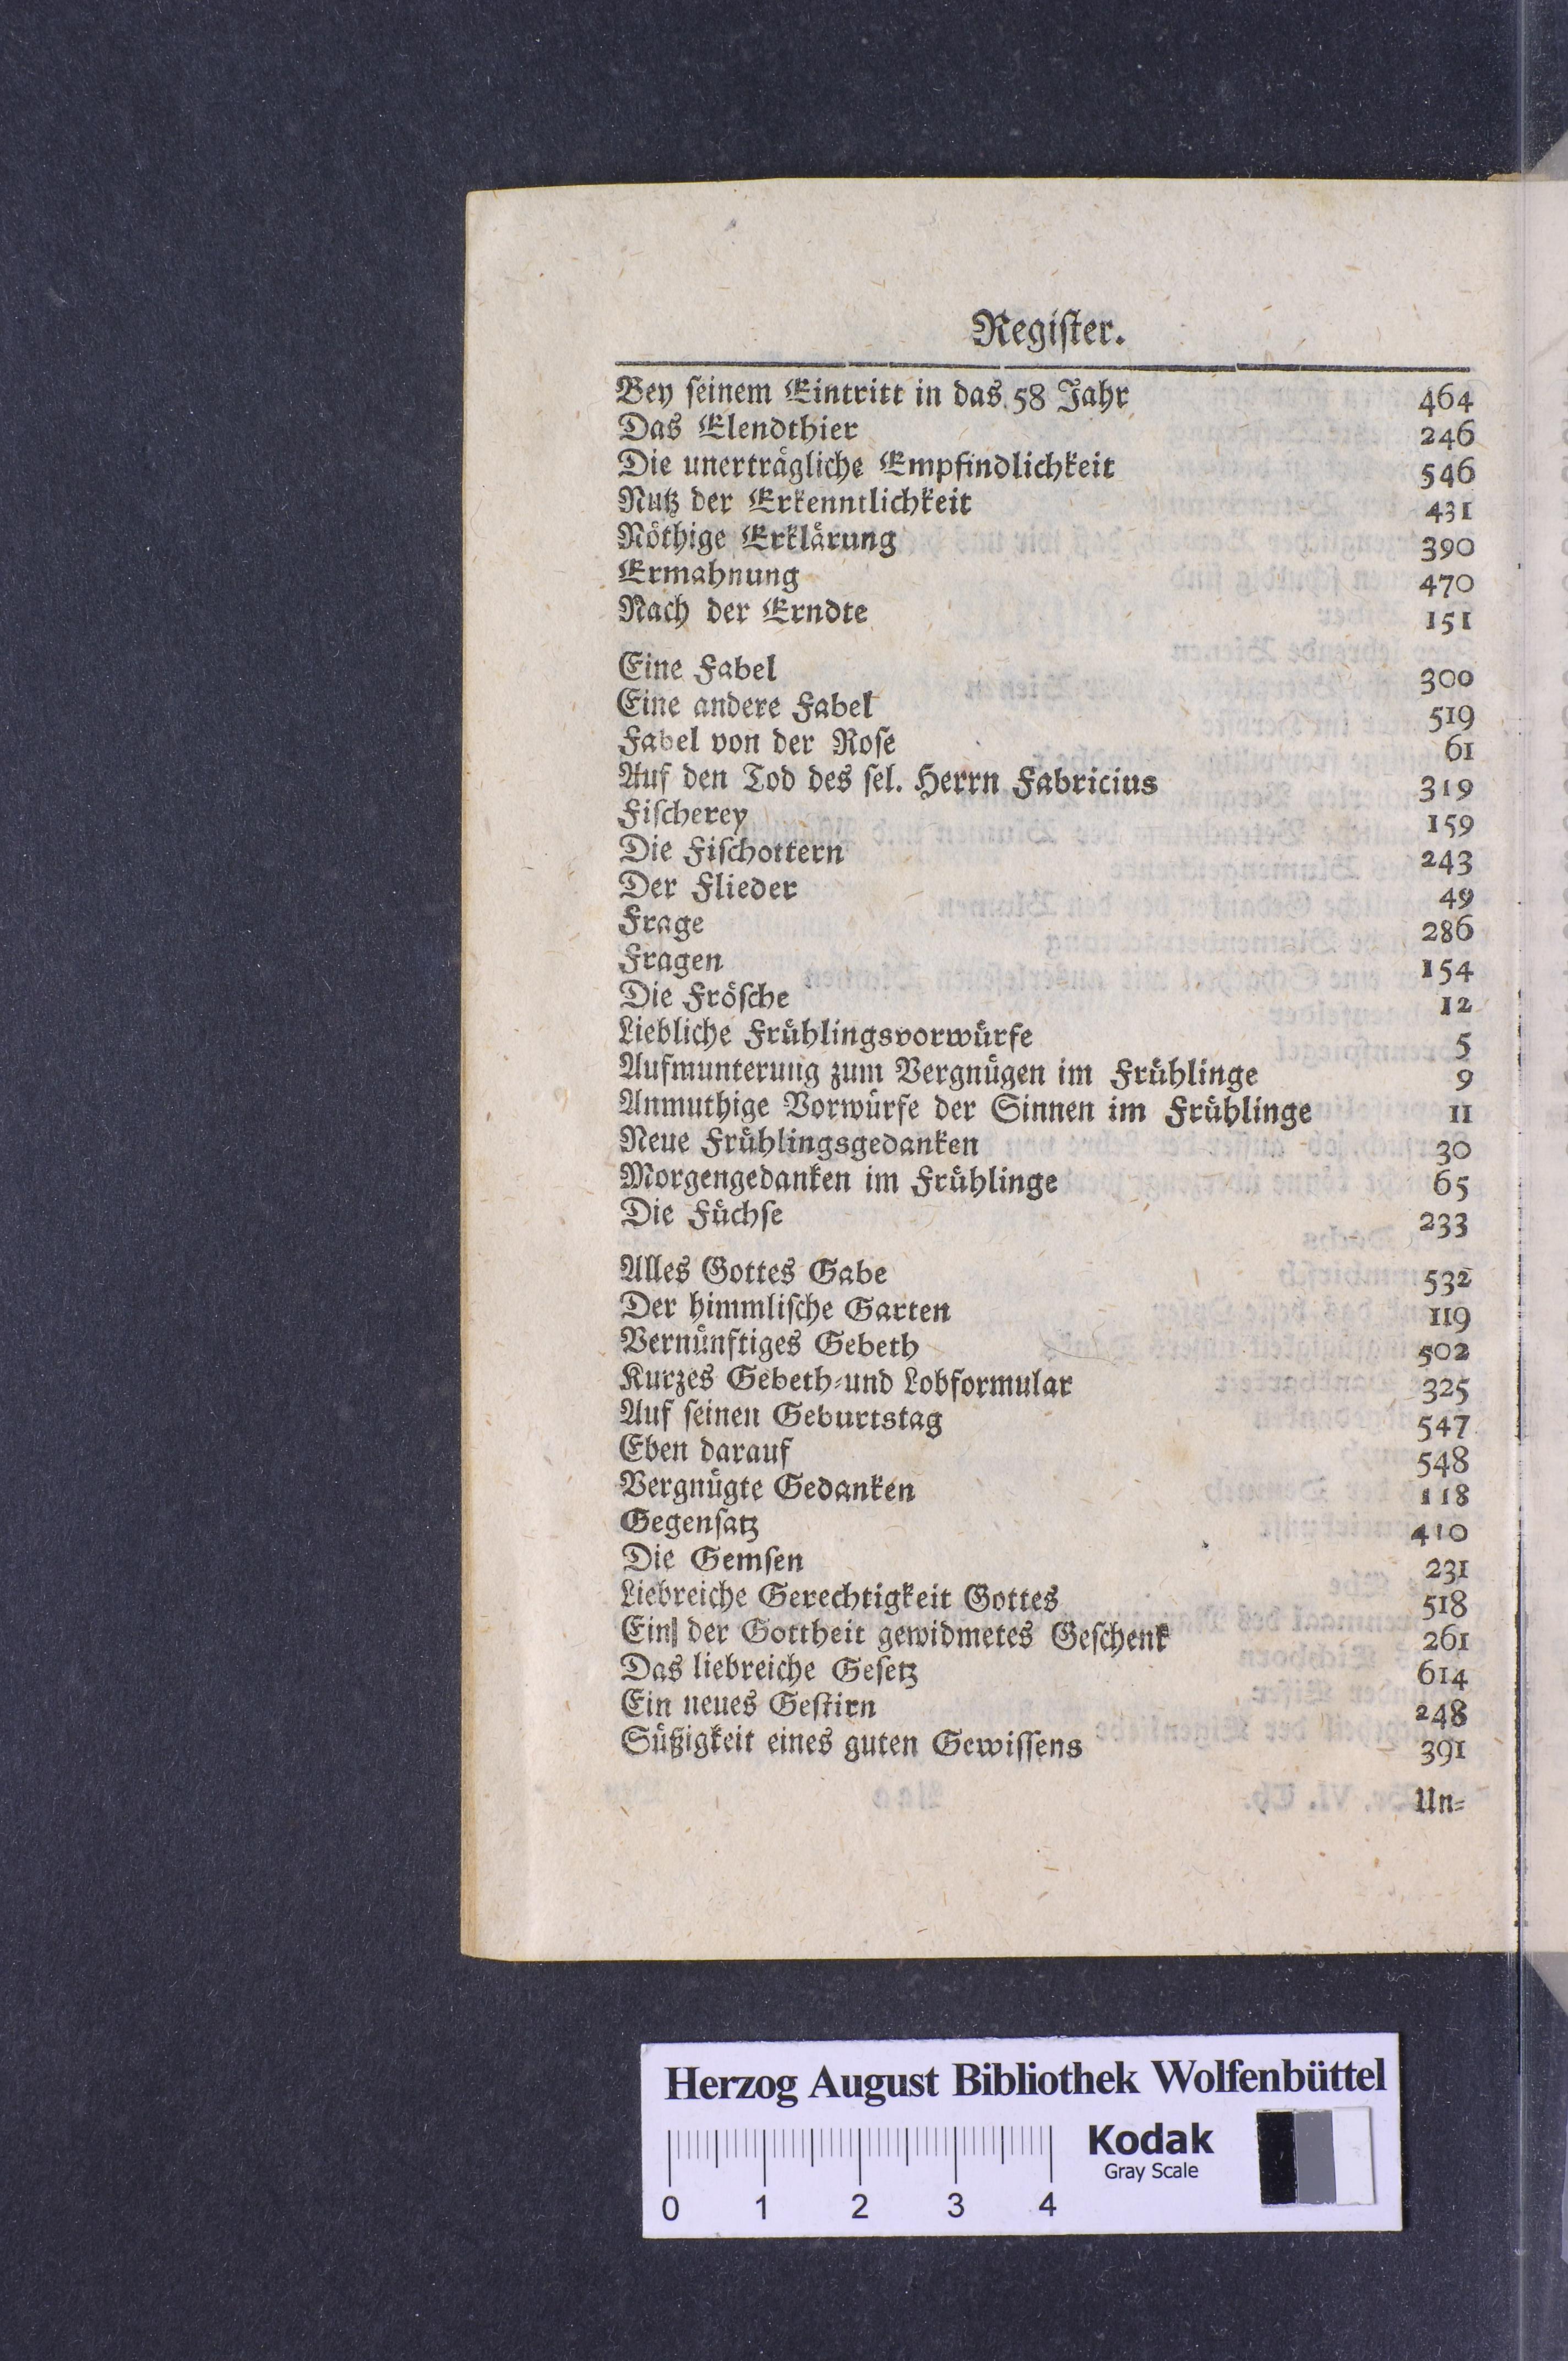 Regiſter.
Bey ſeinem Eintritt in das 58 Jahr 464
Das Elendthier 246
Die unerträgliche Empfindlichkeit 546
Nutz der Erkenntlichkeit 431
Nöthige Erklärung 390
Ermahnung 470
Nach der Erndte 151
Eine Fabel 300
Eine andere Fabel 519
Fabel von der Roſe 61
Auf den Tod des ſel. Herrn Fabricius 319
Fiſcherey 159
Die Fiſchottern 243
Der Flieder 49
Frage 286
Fragen 154
Die Fröſche 12
Liebliche Frühlingsvorwürfe 5
Aufmunterung zum Vergnügen im Frühlinge 9
Anmuthige Vorwürfe der Sinnen im Frühlinge 11
Neue Frühlingsgedanken 30
Morgengedanken im Frühlinge 65
Die Füchſe 233
Alles Gottes Gabe 532
Der himmliſche Garten 119
Vernünftiges Gebeth 502
Kurzes Gebeth-und Lobformular 325
Auf ſeinen Geburtstag 547
Eben darauf 548
Vergnügte Gedanken 118
Gegenſatz 410
Die Gemſen 231
Liebreiche Gerechtigkeit Gottes 518
Ein der Gottheit gewidmetes Geſchenk 261
Das liebreiche Geſetz 614
Ein neues Geſtirn 248
Süßigkeit eines guten Gewiſſens 391
Un-
Herzog August Bibliothek Wolfenbüttel
Kodak
Gray Scale
0 1 2 3 4